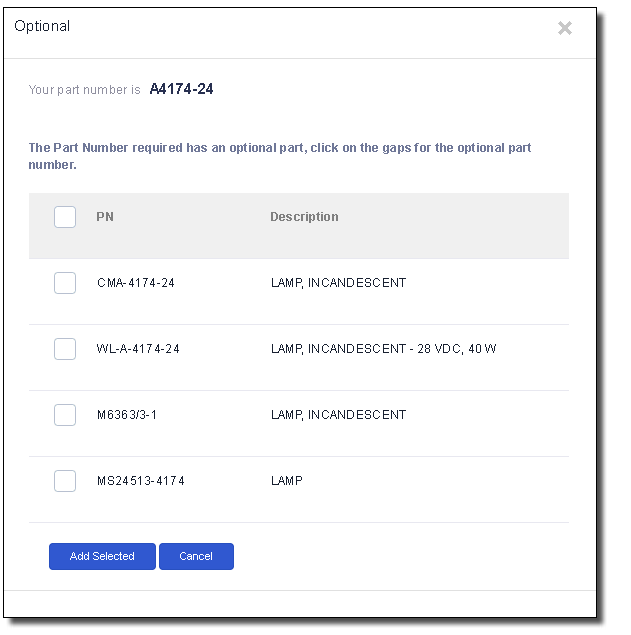 Optional
Your part number is A4174-24
The Part Number required has an optional part, click on the gaps for the optional part
number.
PN Description
CMA-4174-24 LAMP, INCANDESCENT
WL-A-4174-24 LAMP, INCANDESCENT - 28 VDC, 40 W
M6363/3-1 LAMP, INCANDESCENT
MS24513-4174 LAMP
Add Selected Cancel